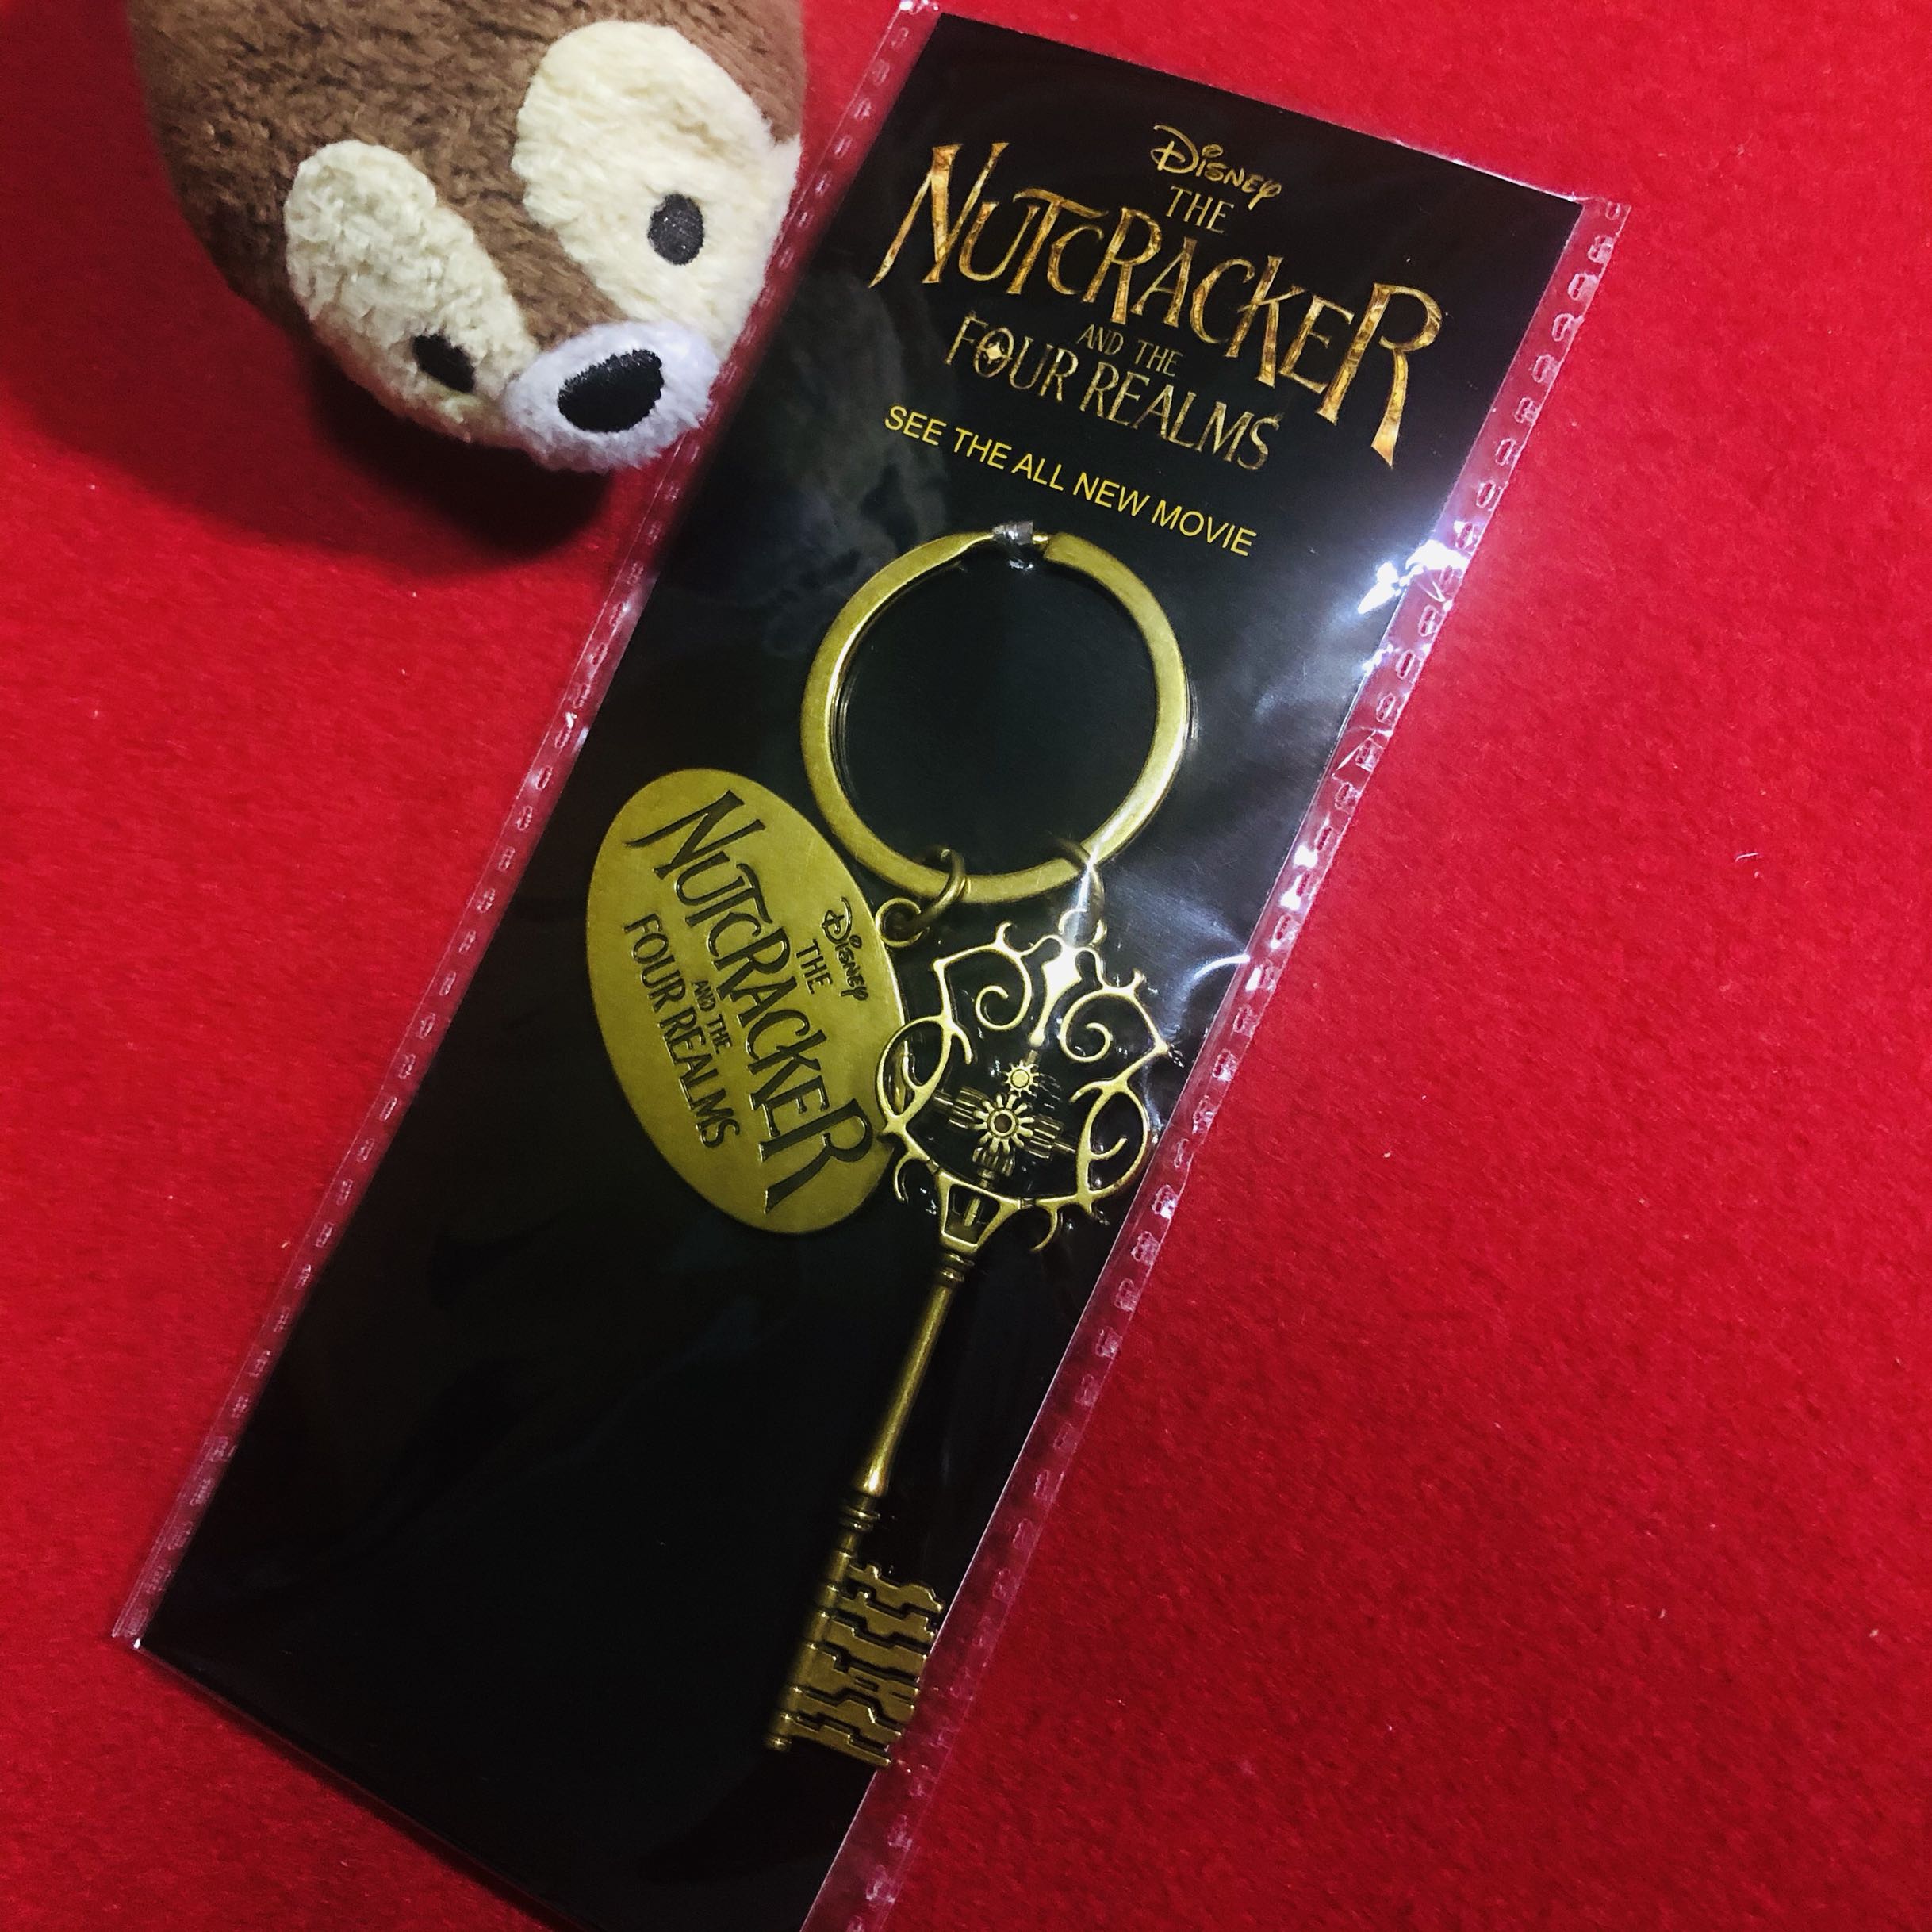 Disney
THE
NUTCRACKER
AND THE
FOUR REALMS
SEE THE ALL NEW MOVIE
Disney
THE
NUTCRACKER
AND THE
FOUR REALMS